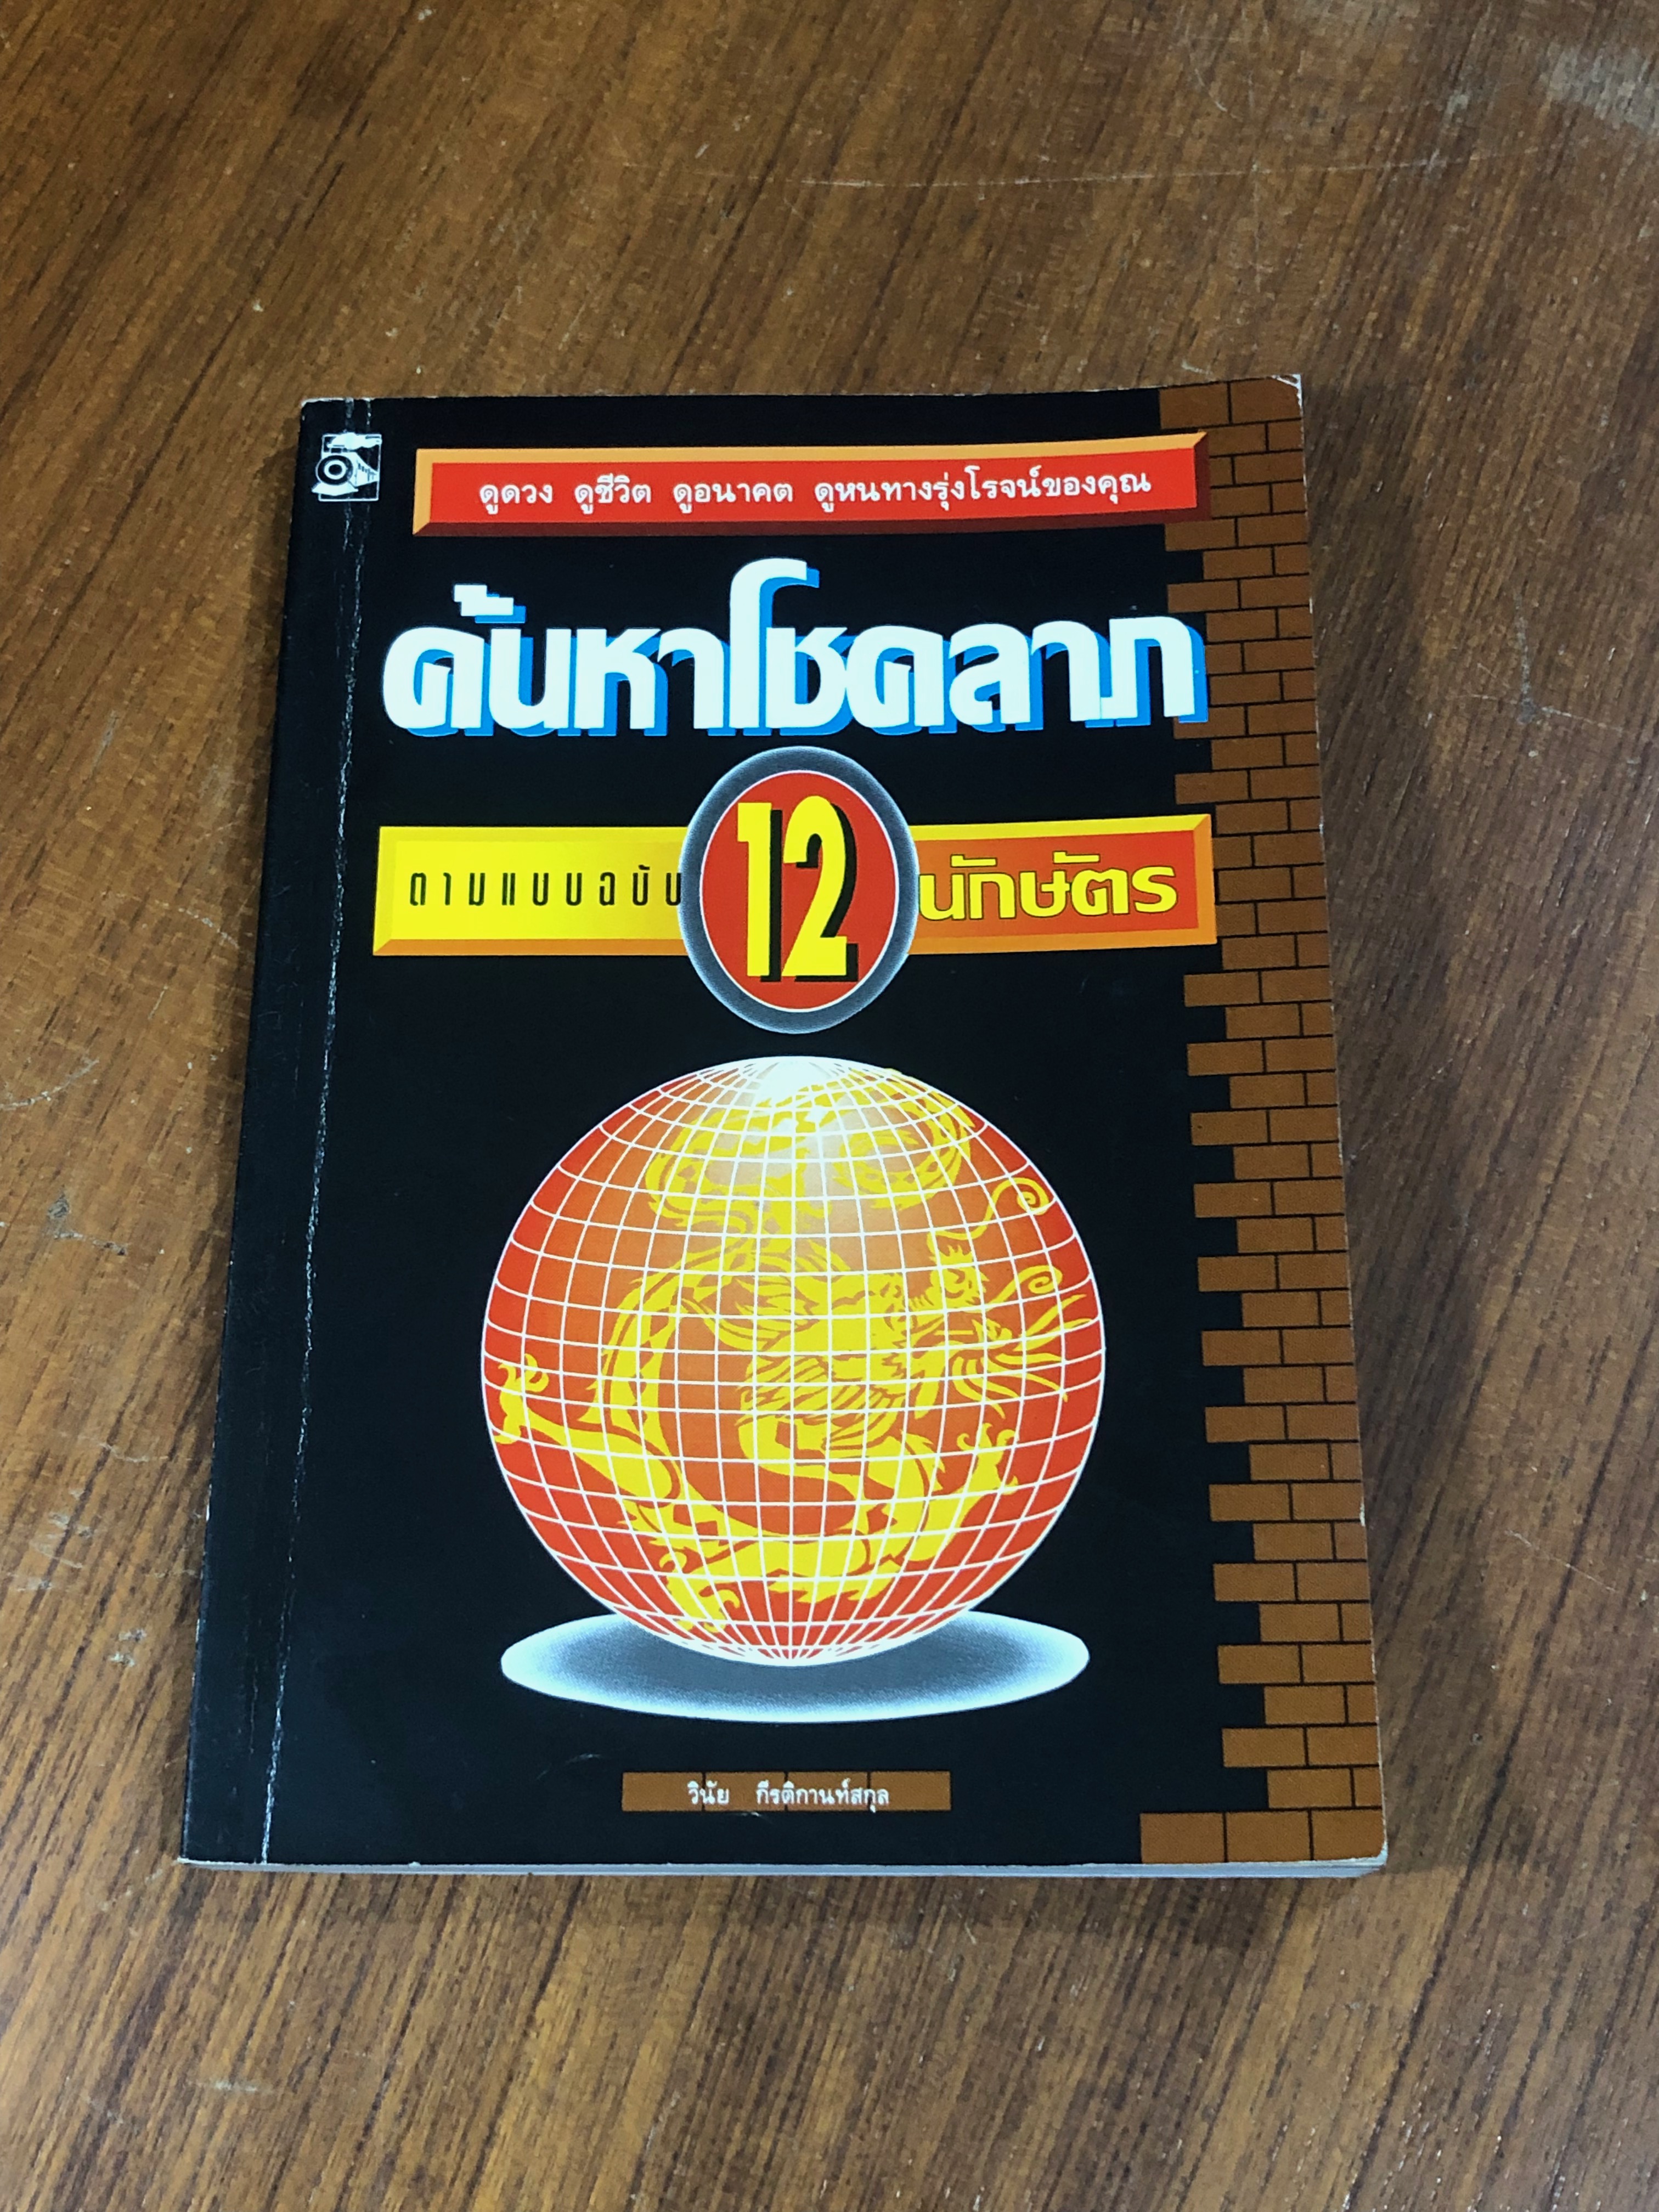 ดูดวง ดูชีวิต ดูอนาคต ดูหนทางรุ่งโรจน์ของคุณ
ค้นหาโชคลาภ
ตามแบบฉบับ 12 นักษัตร
วินัย กีรติกานท์สกุล